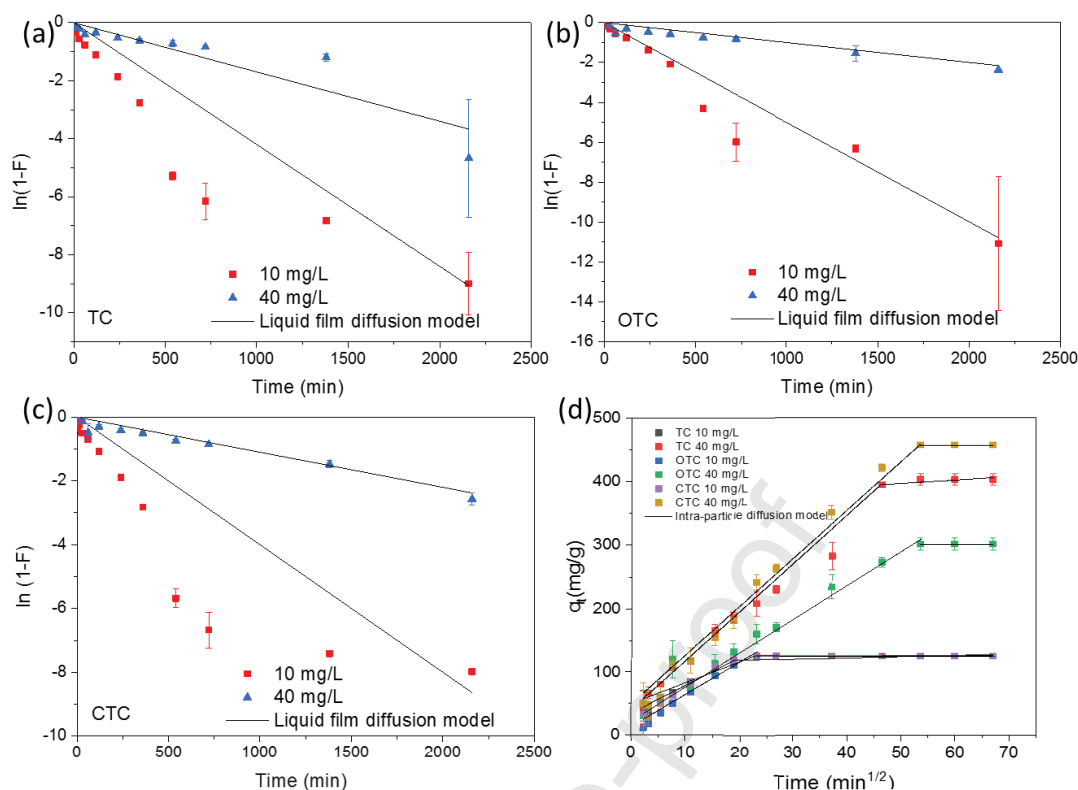 (a)
0
-2
-4
-6
-8
-10
ln(1-F)
10 mg/L
40 mg/L
Liquid film diffusion model
TC
0 500 1000 1500 2000 2500
Time (min)
(b)
0
-2
-4
-6
-8
-10
-12
-14
-16
ln(1-F)
10 mg/L
40 mg/L
Liquid film diffusion model
OTC
0 500 1000 1500 2000 2500
Time (min)
(c)
0
-2
-4
-6
-8
-10
ln (1-F)
10 mg/L
40 mg/L
Liquid film diffusion model
CTC
0 500 1000 1500 2000 2500
Time (min)
(d)
500
400
300
200
100
0
qt(mg/g)
TC 10 mg/L
TC 40 mg/L
OTC 10 mg/L
OTC 40 mg/L
CTC 10 mg/L
CTC 40 mg/L
Intra-particle diffusion model
0 10 20 30 40 50 60 70
Time (min1/2)